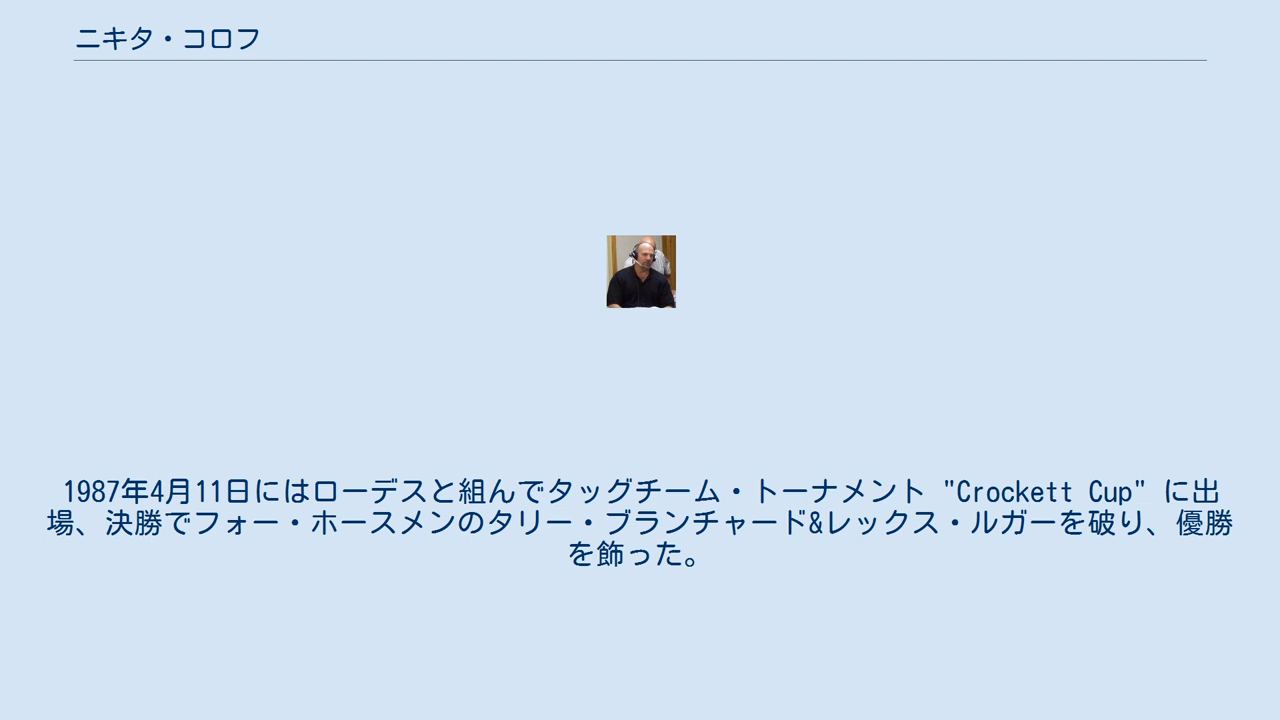 ニキタ・コロフ
1987年4月11日にはローデスと組んでタッグチーム・トーナメント "Crockett Cup" に出
場、決勝でフォー・ホースメンのタリー・ブランチャード&レックス・ルガーを破り、優勝
を飾った。